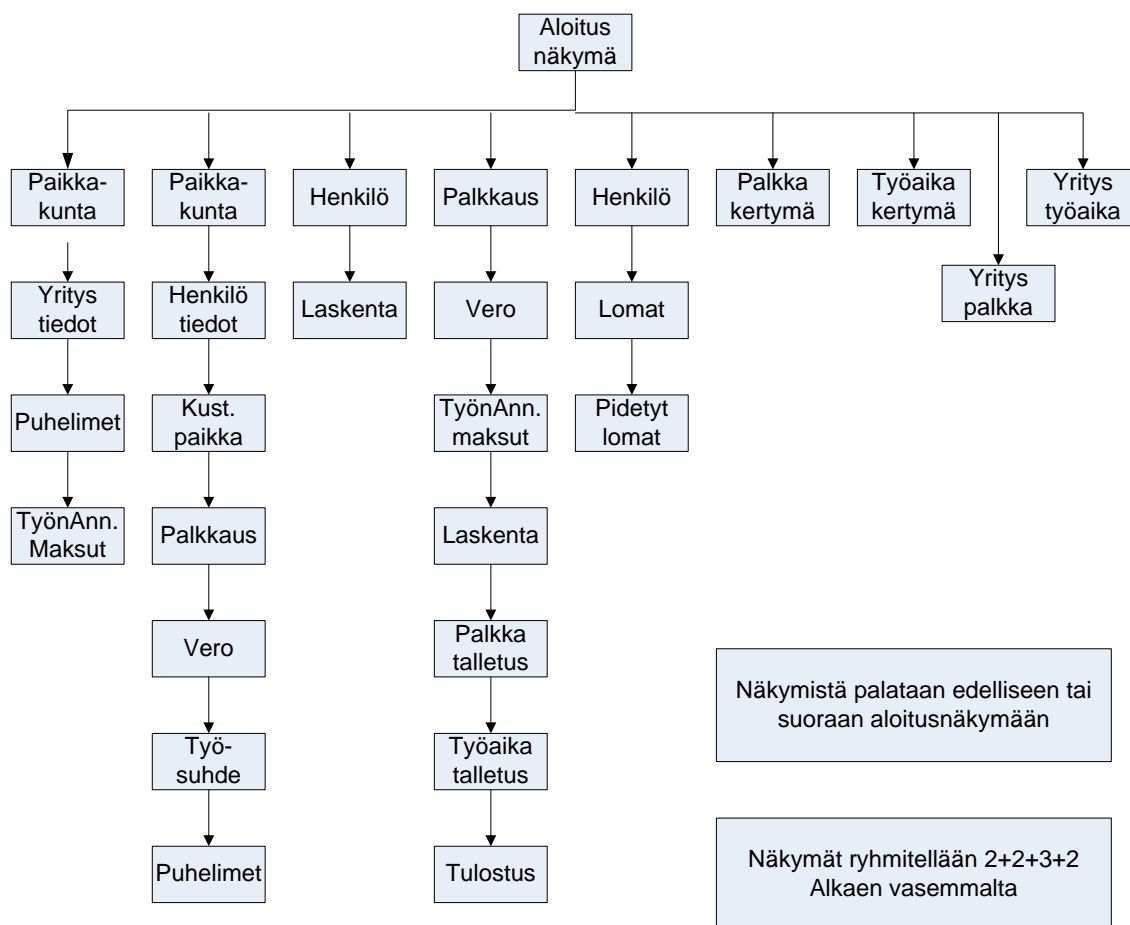 Aloitus
näkymä
Paikka-
kunta
Paikka-
kunta
Henkilö
Palkkaus
Henkilö
Palkka
kertymä
Työaika
kertymä
Yritys
työaika
Yritys
palkka
Yritys
tiedot
Henkilö
tiedot
Laskenta
Vero
Lomat
Puhelimet
Kust.
paikka
TyönAnn.
maksut
Pidetyt
lomat
TyönAnn.
Maksut
Palkkaus
Laskenta
Vero
Palkka
talletus
Työ-
suhde
Työaika
talletus
Puhelimet
Tulostus
Näkymistä palataan edelliseen tai
suoraan aloitusnäkymään
Näkymät ryhmitellään 2+2+3+2
Alkaen vasemmalta